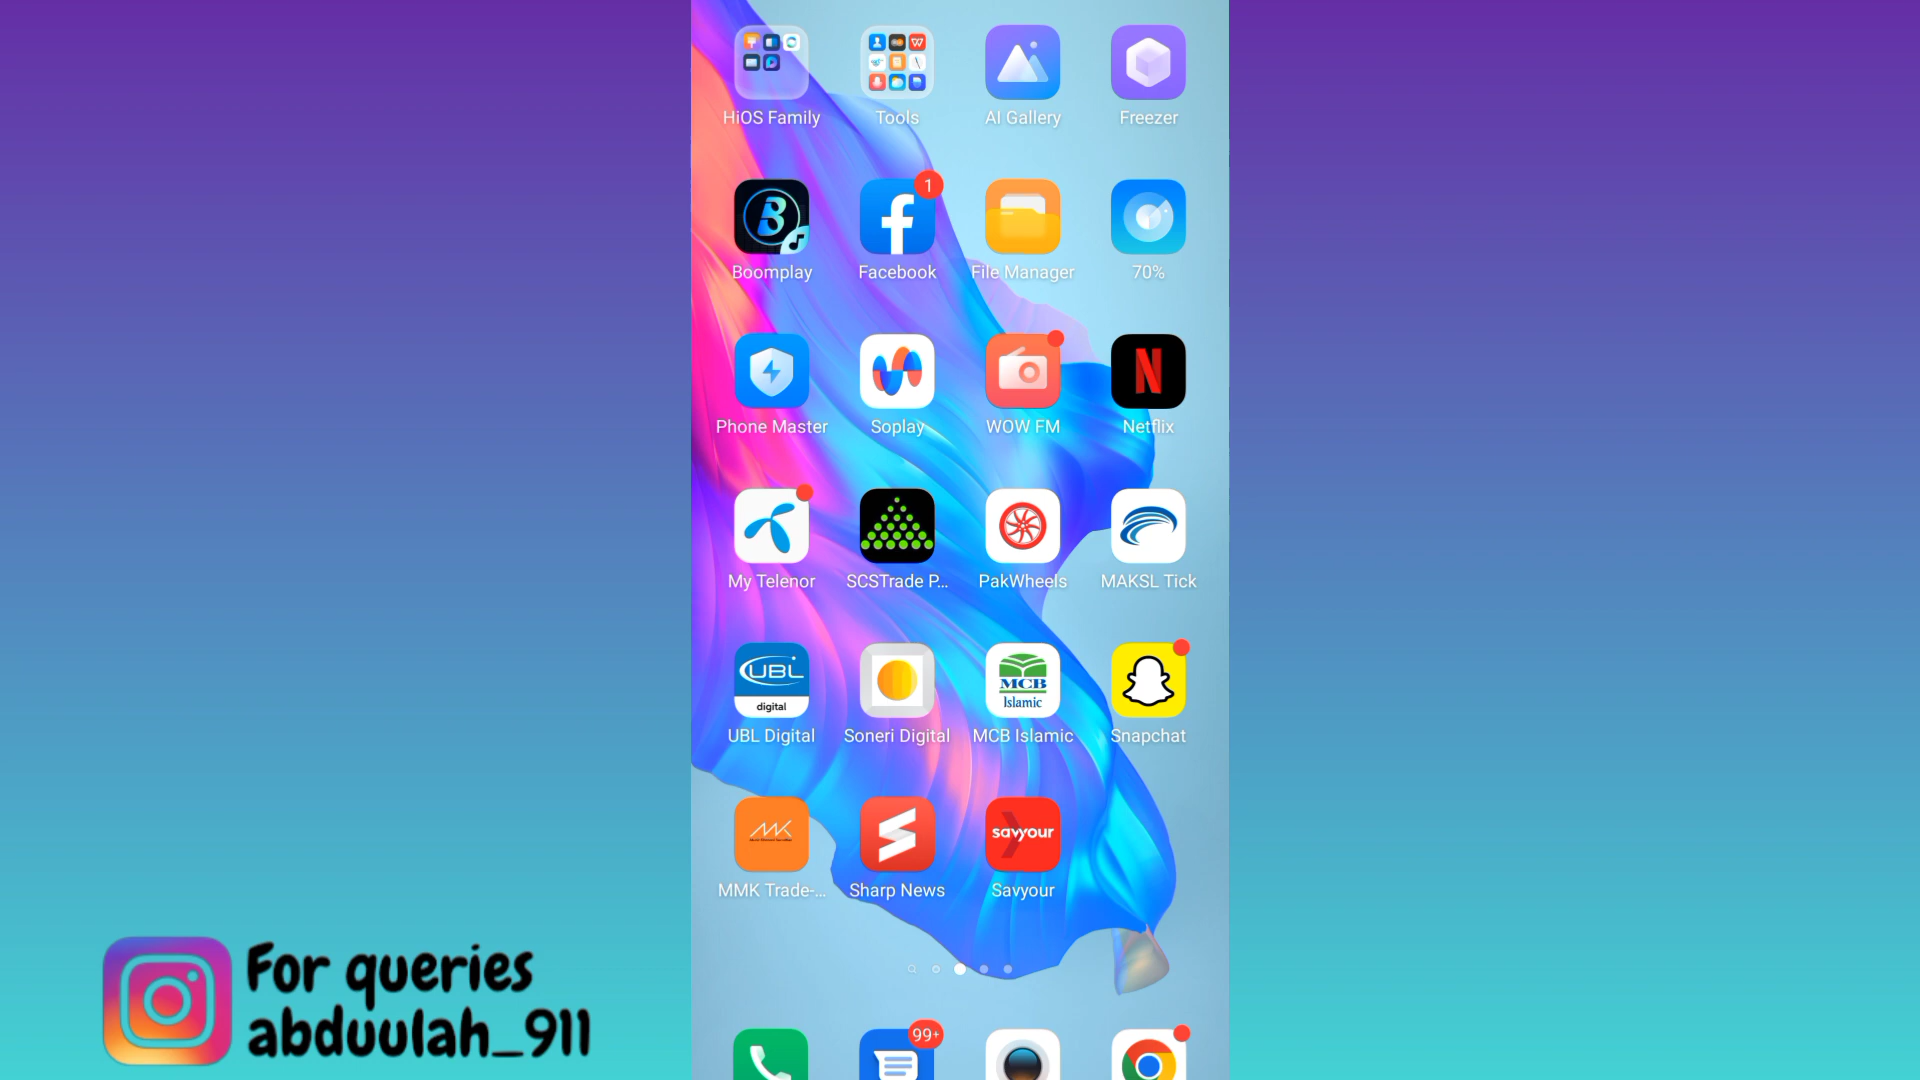 HiOS Family
Tools
AI Gallery
Freezer
Boomplay
1
Facebook
File Manager
70%
Phone Master
Soplay
WOW FM
N
Netflix
My Telenor
SCSTrade P...
PakWheels
MAKSL Tick
UBL
digital
UBL Digital
Soneri Digital
MCB
Islamic
MCB Islamic
Snapchat
MK
MMK Trade-...
Sharp News
savyour
Savyour
99+
For queries
abduulah_911